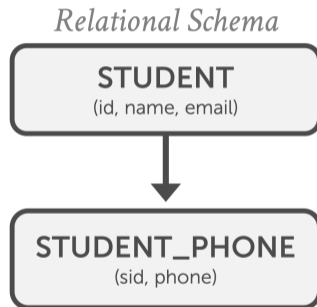 Relational Schema
STUDENT
(id, name, email)
STUDENT_PHONE
(sid, phone)